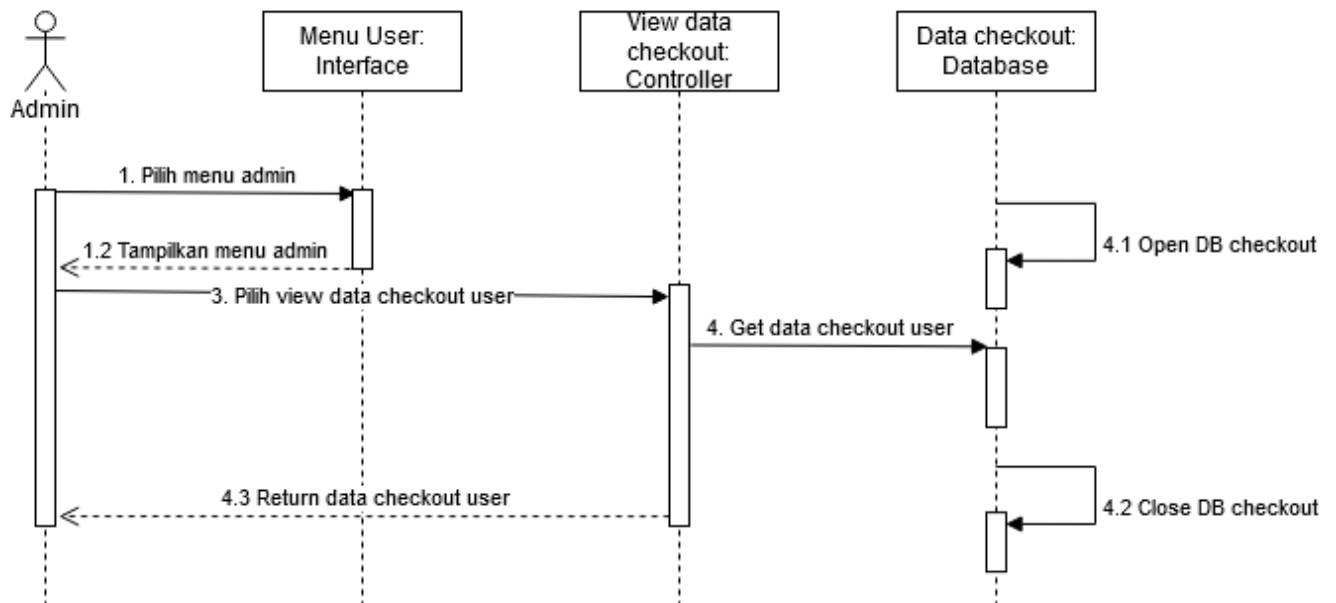 Admin
Menu User:
Interface
View data
checkout:
Controller
Data checkout:
Database
1. Pilih menu admin
1.2 Tampilkan menu admin
4.1 Open DB checkout
3. Pilih view data checkout user
4. Get data checkout user
4.3 Return data checkout user
4.2 Close DB checkout